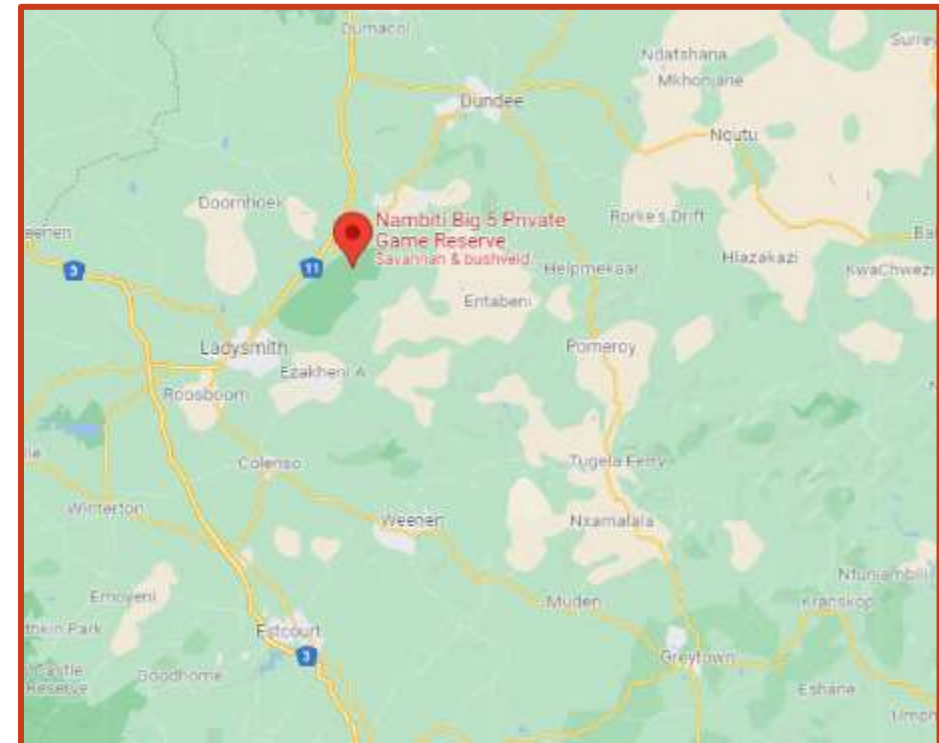 Dumacol
Surrey
Ndatshana
Mkhonjane
Dundee
Nqutu
Doornhoek
Nambiti Big 5 Private
Game Reserve
Savannah & bushveld
Rorke's Drift
Hlazakazi
KwaChwezi
Helpmekaar
3
11
Entabeni
Ladysmith
Pomeroy
Ezakheni A
Roosboom
Colenso
Tugela Ferry
Winterton
Weenen
Nxamalala
Emoyeni
Muden
Ntunjambili
Kranskop
thkin Park
Estcourt
3
Greytown
Castle
Reserve
Goodhome
Eshane
Umph